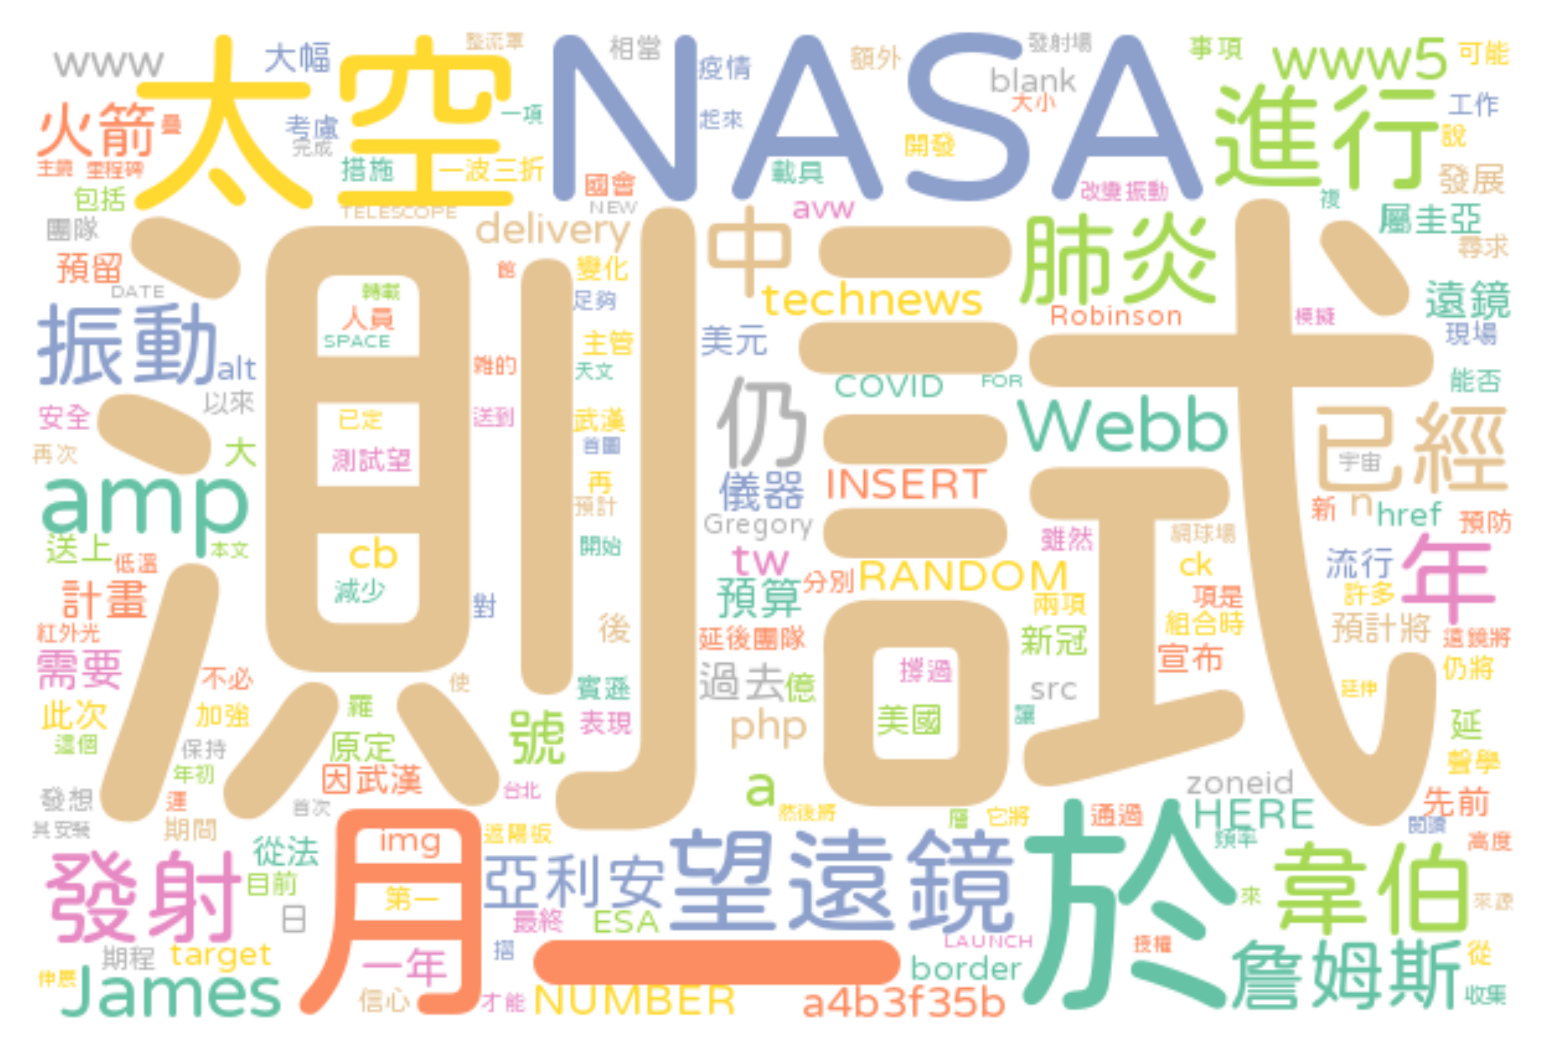 www
大幅
太空
整流罩
NASA
相當
疫情
額外
發射場
blank
事項
www5
可能
火箭
考慮
一項
起來
大小
進行
工作
完成
開發
說
主鏡
里程碑
措施
一波三折
國會
載具
改變
振動
發展
包括
TELESCOPE
NEW
avw
複
團隊
delivery
中
肺炎
屬圭亞
預留
館
變化
尋求
DATE
轉載
足夠
technews
遠鏡
振動
人員
Robinson
模擬
SPACE
主管
美元
現場
alt
雖的
天文
COVID
FOR
能否
安全
以來
已定
送到
武漢
仍
Webb
已經
再次
大
測試望
首圖
宇宙
amp
再
儀器
INSERT
預計
Gregory
新
n
href
預防
送上
本文
cb
開始
雖然
網球場
低溫
tw
ck
流行
年
計畫
減少
對
預算
分別
RANDOM
兩項
項是
許多
紅外光
後
延後團隊
新冠
組合時
預計將
遠鏡將
需要
不必
使
過去
億
撐過
宣布
仍將
此次
加強
羅
賓遜
src
延伸
這個
保持
原定
號
表現
php
美國
讓
延
年初
因武漢
聲學
測試
發想
運
首次
台北
a
zoneid
先前
其安裝
期間
然後將
層
它將
通過
HERE
閱讀
從法
月
img
遮陽板
頻率
高度
發射
目前
第一
亞利安
望遠鏡
於
來
韋伯
來源
日
最終
ESA
期程
target
一年
摺
一
LAUNCH
授權
詹姆斯
從
伸展
James
信心
才能
NUMBER
border
a4b3f35b
收集